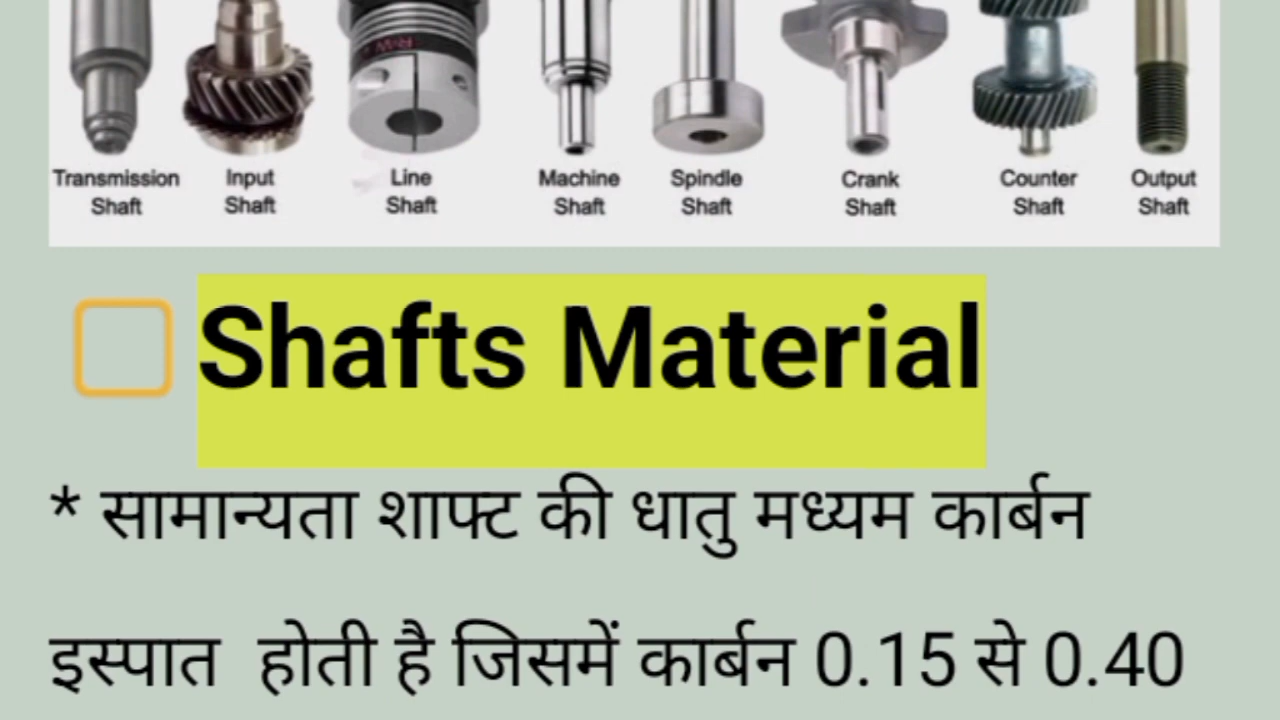 Transmission Shaft
Input Shaft
Line Shaft
Machine Shaft
Spindle Shaft
Crank Shaft
Counter Shaft
Output Shaft
Shafts Material
* सामान्यता शाफ्ट की धातु मध्यम कार्बन
इस्पात होती है जिसमें कार्बन 0.15 से 0.40